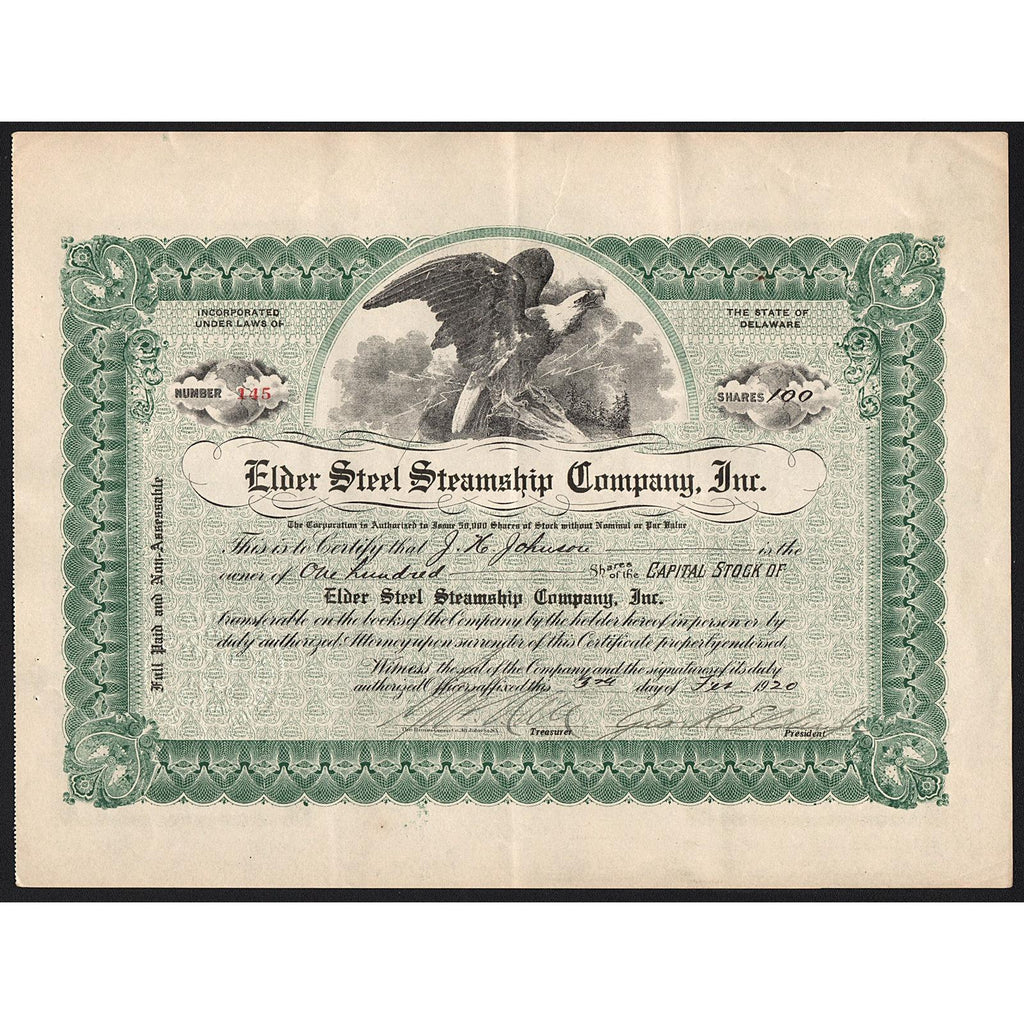 INCORPORATED
UNDER LAWS OF
THE STATE OF
DELAWARE
NUMBER 145
SHARES 100
Elder Steel Steamship Company, Inc.
The Corporation is Authorized to Issue 50,000 Shares of Stock without Nominal or Par Value
Full Paid and Non-Assessable
This is to Certify that J. H. Johnson is the
owner of One hundred Shares of the CAPITAL STOCK OF
Elder Steel Steamship Company, Inc.
transferable on the books of the Company by the holder hereof in person or by
duly authorized Attorney upon surrender of this Certificate properly endorsed.
Witness the seal of the Company and the signatures of its duly
authorized Officers affixed this day of 1920
Geo. R.
Treasurer
President